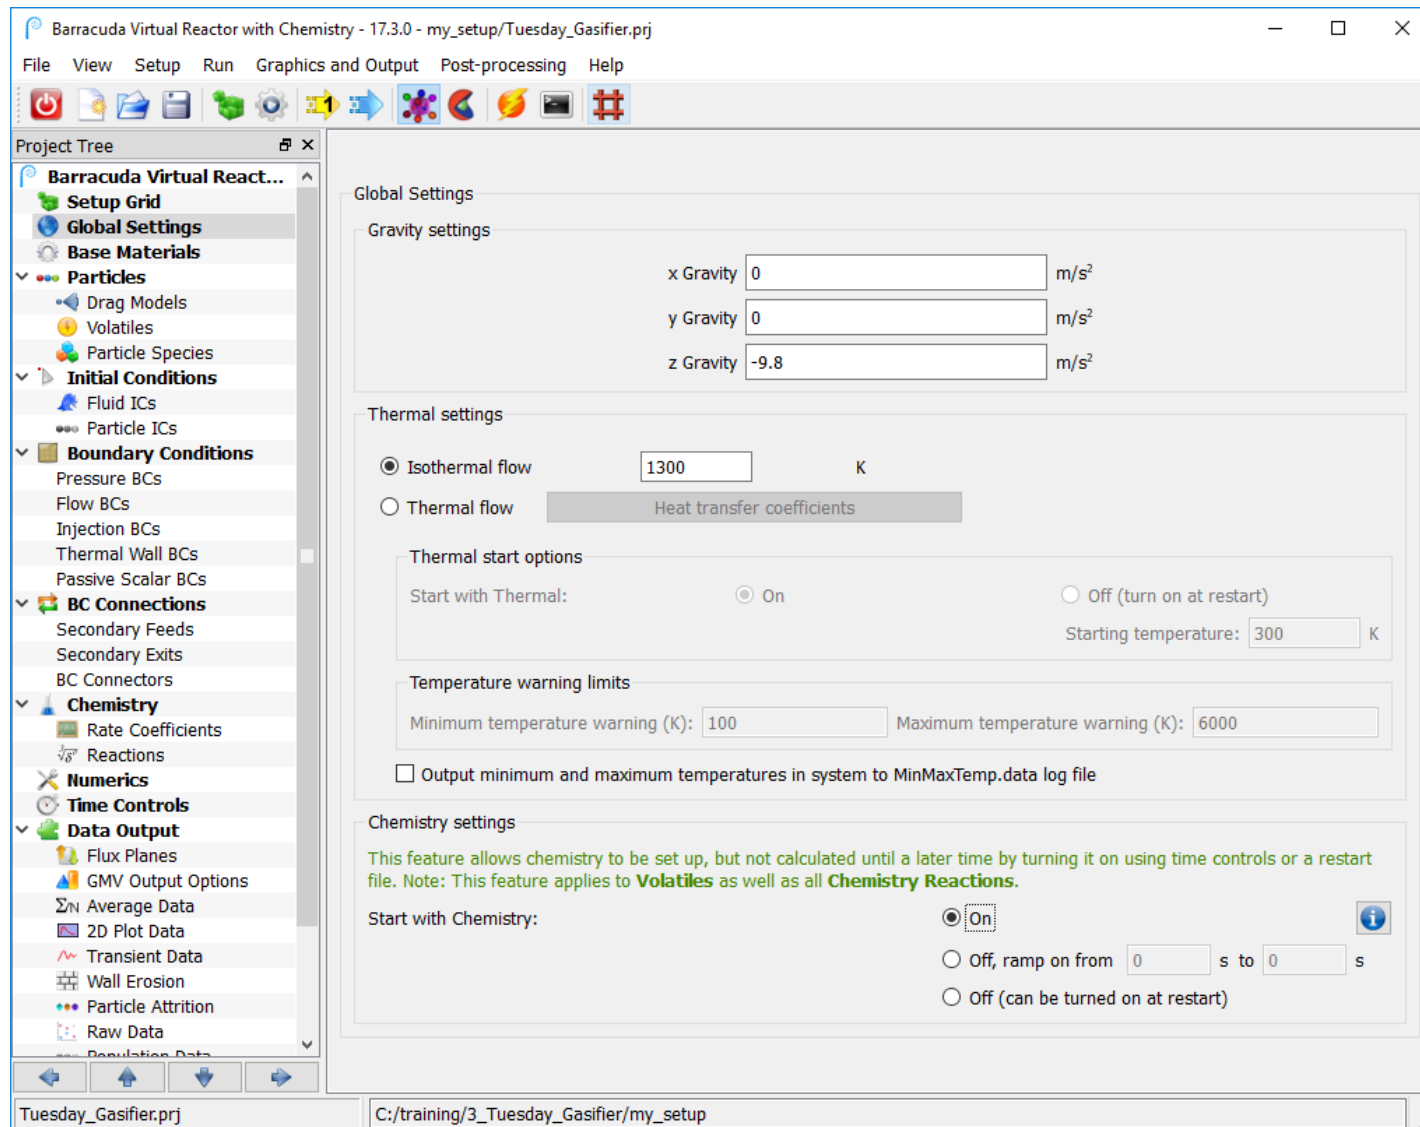 Barracuda Virtual Reactor with Chemistry - 17.3.0 - my_setup/Tuesday_Gasifier.prj
File View Setup Run Graphics and Output Post-processing Help
1
Project Tree
Barracuda Virtual React...
Setup Grid
Global Settings
Base Materials
Particles
Drag Models
Volatiles
Particle Species
Initial Conditions
Fluid ICs
Particle ICs
Boundary Conditions
Pressure BCs
Flow BCs
Injection BCs
Thermal Wall BCs
Passive Scalar BCs
BC Connections
Secondary Feeds
Secondary Exits
BC Connectors
Chemistry
Rate Coefficients
Reactions
Numerics
Time Controls
Data Output
Flux Planes
GMV Output Options
Σ/N Average Data
2D Plot Data
Transient Data
Wall Erosion
Particle Attrition
Raw Data
Population Data
Global Settings
Gravity settings
x Gravity 0 m/s²
y Gravity 0 m/s²
z Gravity -9.8 m/s²
Thermal settings
Isothermal flow 1300 K
Thermal flow Heat transfer coefficients
Thermal start options
Start with Thermal: On Off (turn on at restart)
Starting temperature: 300 K
Temperature warning limits
Minimum temperature warning (K): 100 Maximum temperature warning (K): 6000
Output minimum and maximum temperatures in system to MinMaxTemp.data log file
Chemistry settings
This feature allows chemistry to be set up, but not calculated until a later time by turning it on using time controls or a restart
file. Note: This feature applies to Volatiles as well as all Chemistry Reactions.
Start with Chemistry: On
Off, ramp on from 0 s to 0 s
Off (can be turned on at restart)
Tuesday_Gasifier.prj C:/training/3_Tuesday_Gasifier/my_setup